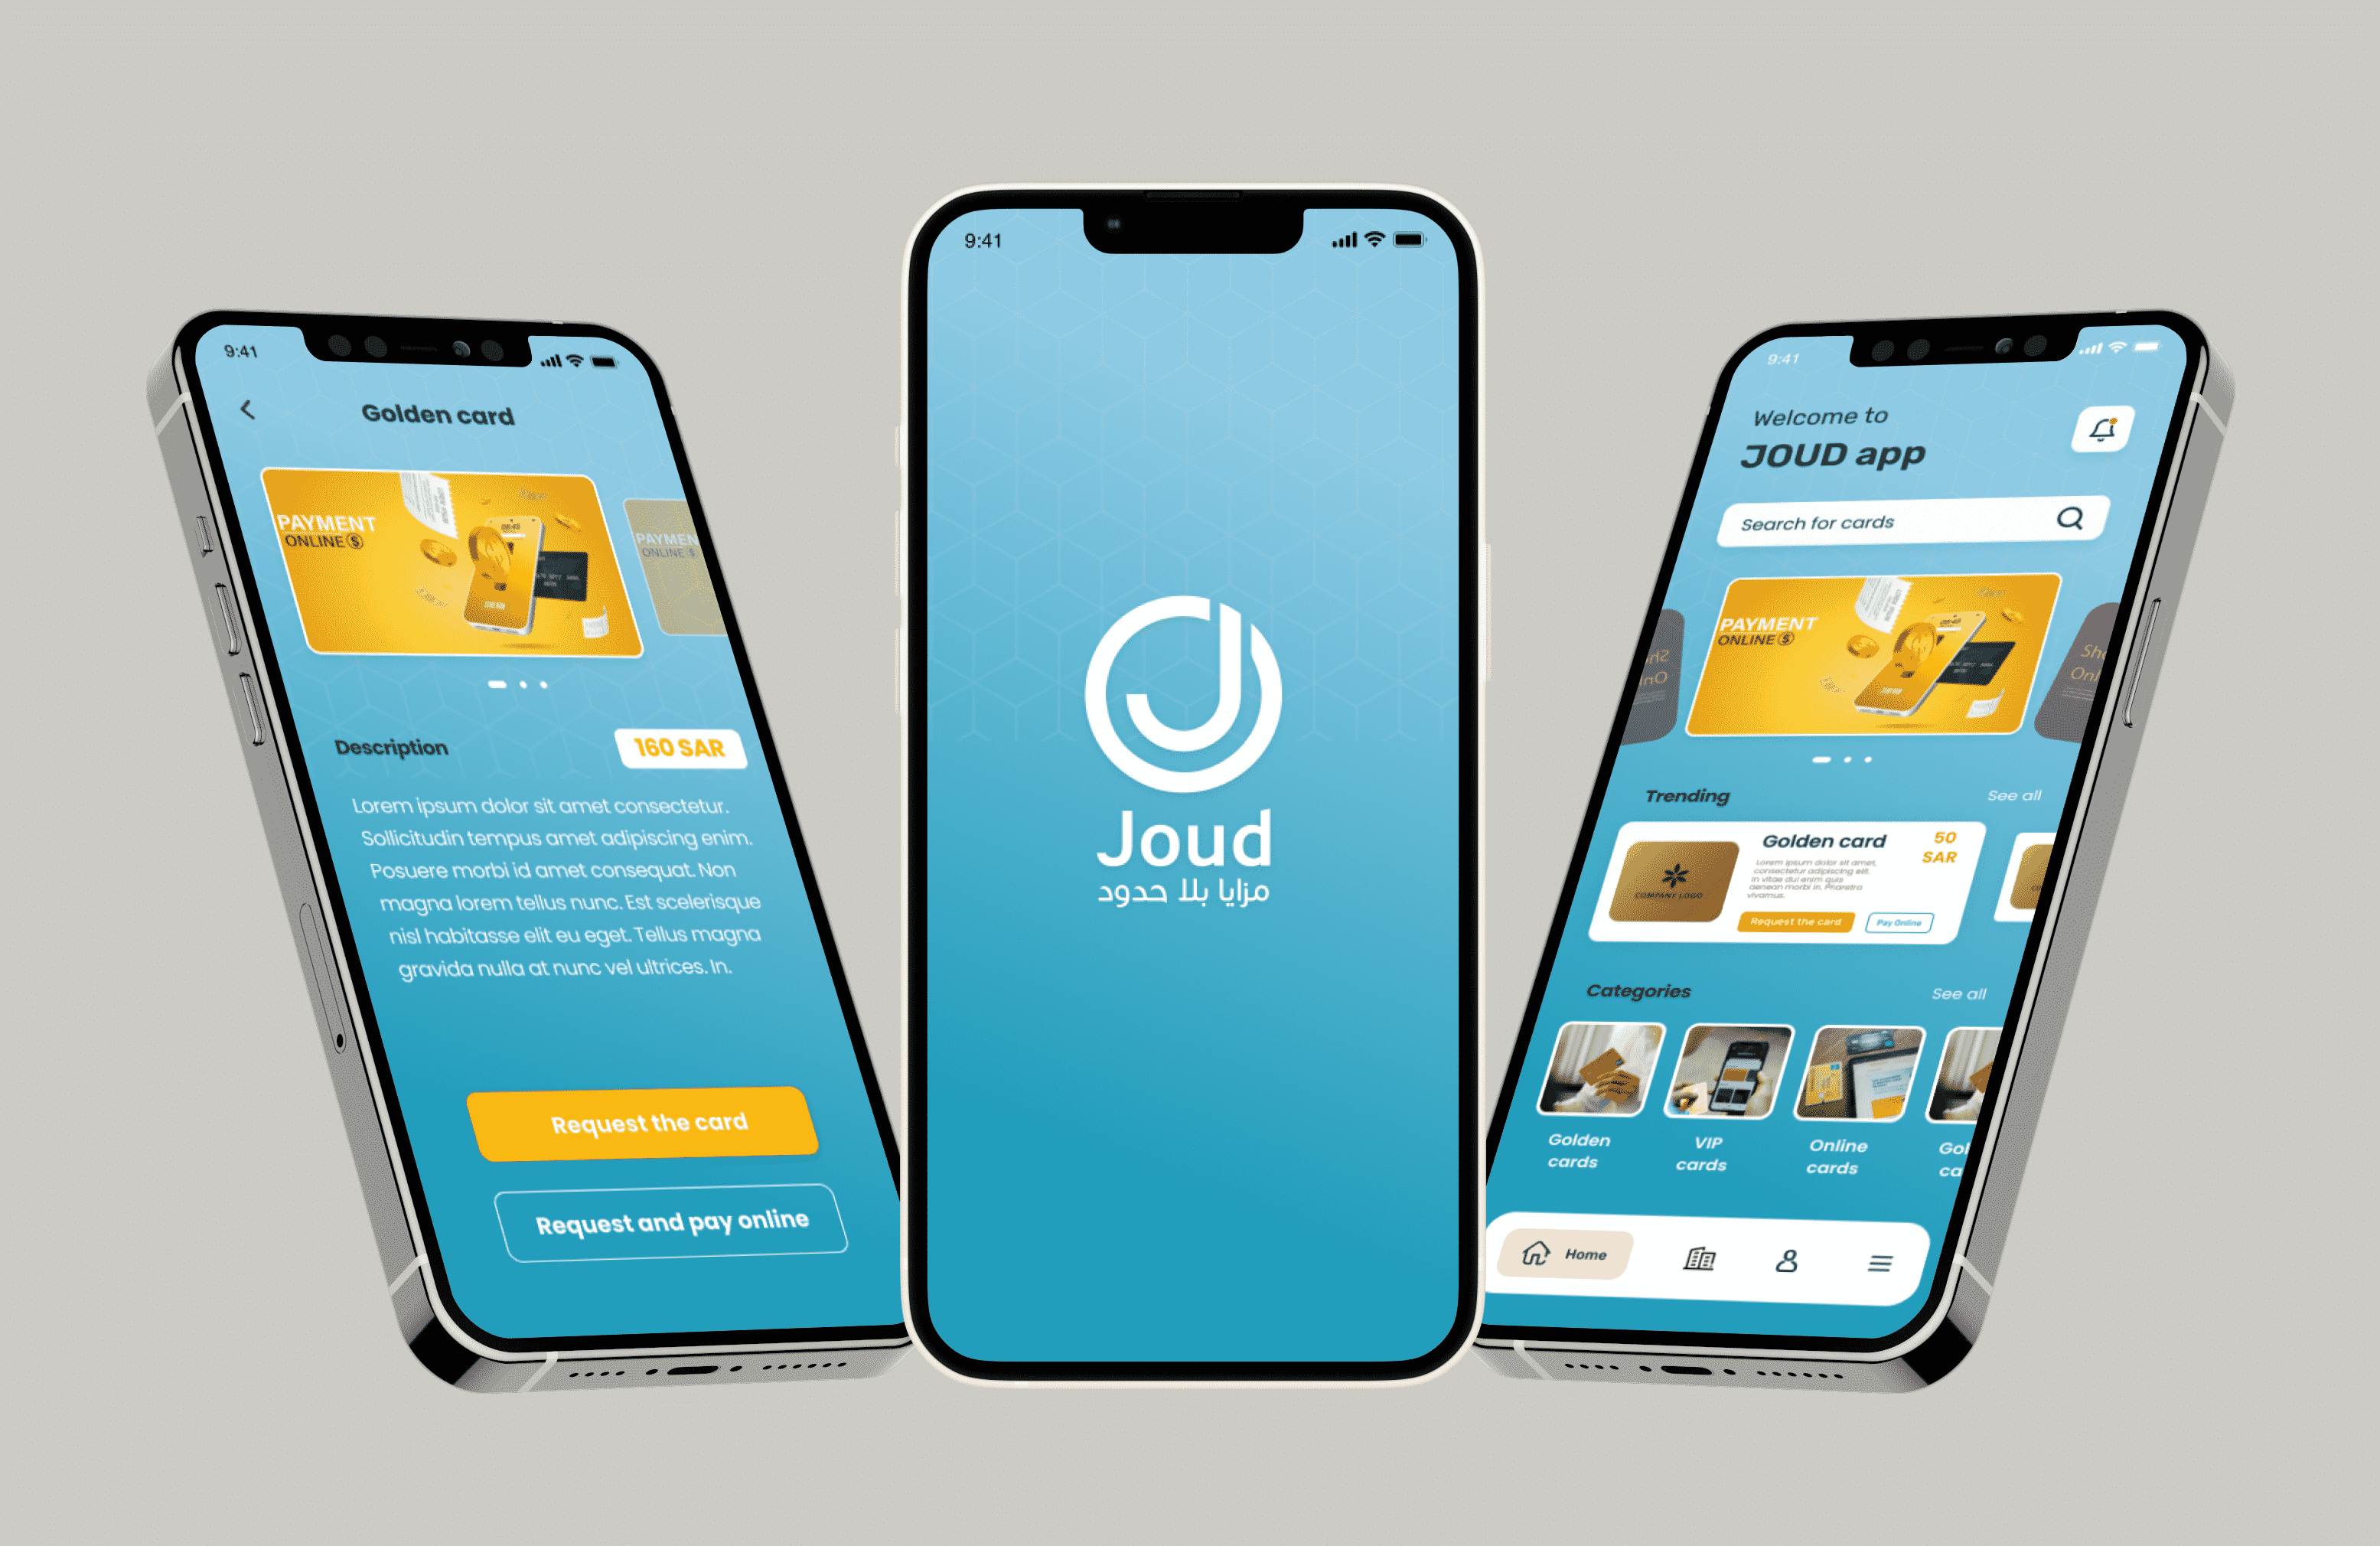 9:41
Golden card
PAYMENT
ONLINE $
PAYMEN
ONLINE $
Description
160 SAR
Lorem ipsum dolor sit amet consectetur.
Sollicitudin tempus amet adipiscing enim.
Posuere morbi id amet consequat. Non
magna lorem tellus nunc. Est scelerisque
nisl habitasse elit eu eget. Tellus magna
gravida nulla at nunc vel ultrices. In.
Request the card
Request and pay online
9:41
Joud
مزايا بلا حدود
9:41
Welcome to
JOUD app
Search for cards
PAYMENT
ONLINE $
Trending
See all
Golden card
50
SAR
Lorem ipsum dolor sit amet,
consectetur adipiscing elit.
In vitae dui enim quis
aenean morbi in. Pharetra
vivamus.
COMPANY LOGO
Request the card
Pay Online
Categories
See all
Golden
cards
VIP
cards
Online
cards
Gol
ca
Home